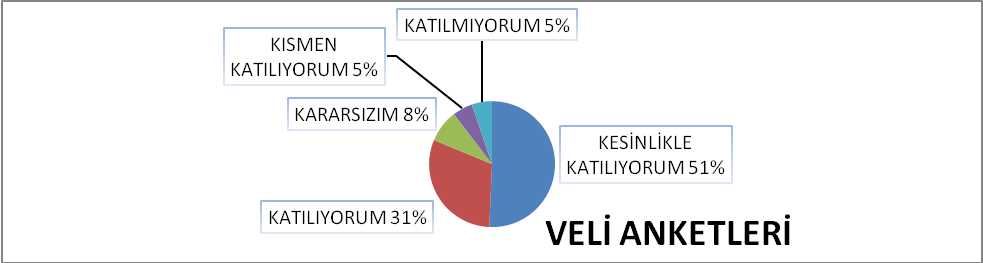 KATILMIYORUM 5%
KISMEN
KATILIYORUM 5%
KARARSIZIM 8%
KESİNLİKLE
KATILIYORUM 51%
KATILIYORUM 31%
VELİ ANKETLERİ